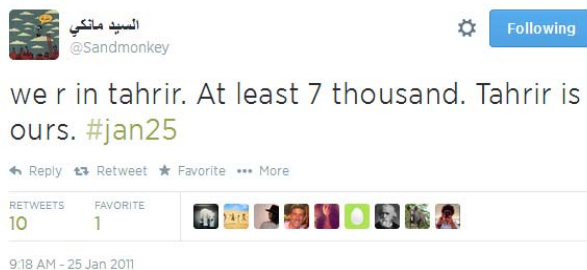 السيد مانكي
@Sandmonkey
Following
we r in tahrir. At least 7 thousand. Tahrir is
ours. #jan25
Reply Retweet Favorite More
RETWEETS FAVORITE
10 1
9:18 AM - 25 Jan 2011